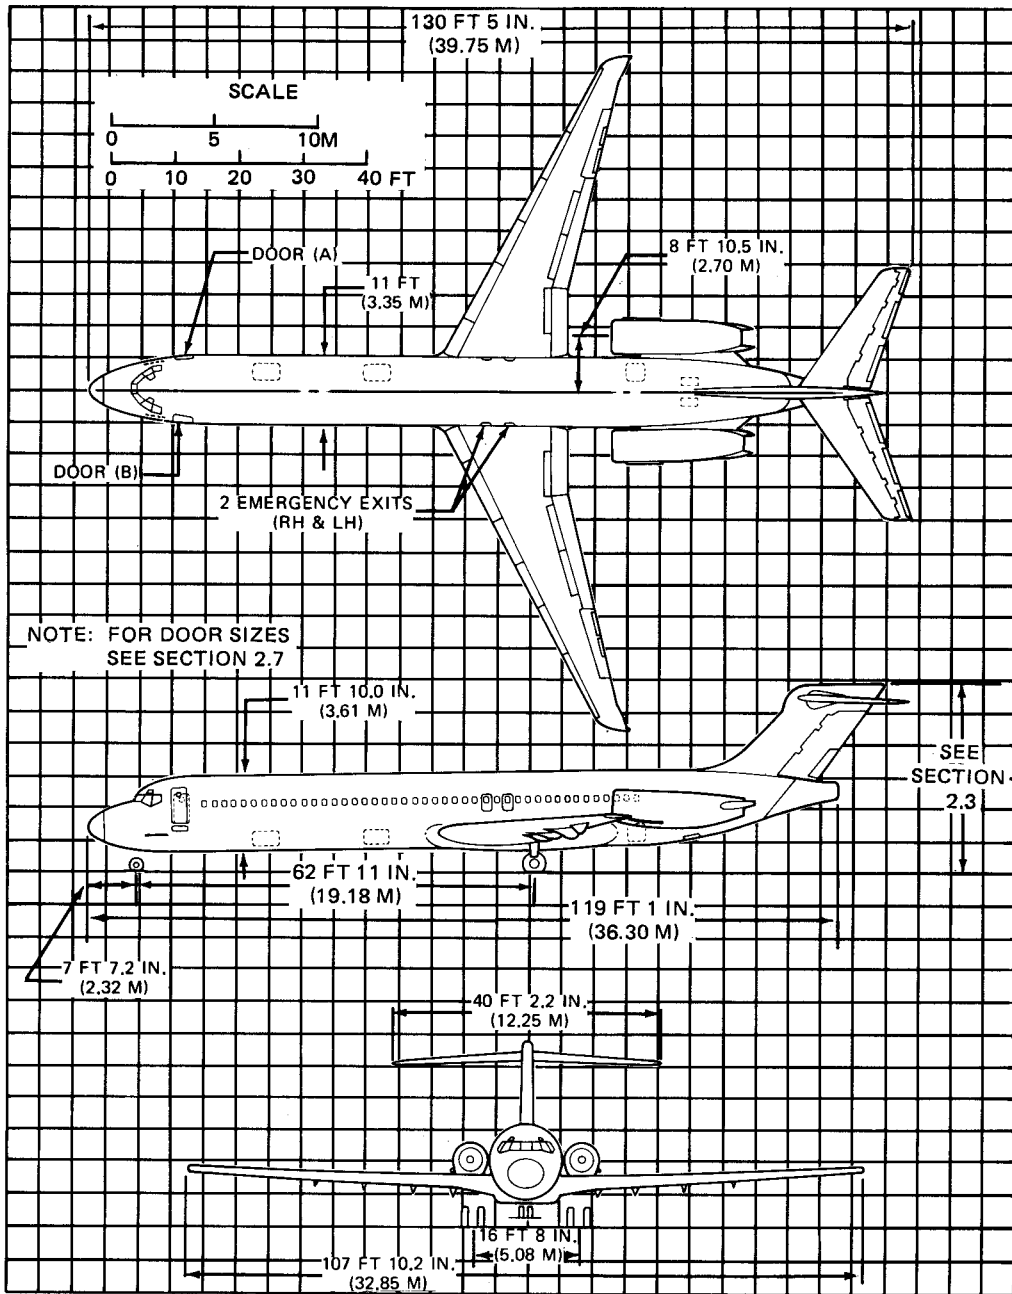 130 FT 5 IN.
(39.75 M)
SCALE
0 5 10M
0 10 20 30 40 FT
DOOR (A)
11 FT
(3.35 M)
8 FT 10.5 IN.
(2.70 M)
DOOR (B)
2 EMERGENCY EXITS
(RH & LH)
NOTE: FOR DOOR SIZES
SEE SECTION 2.7
11 FT 10.0 IN.
(3.61 M)
SEE
SECTION
2.3
62 FT 11 IN.
(19.18 M)
119 FT 1 IN.
(36.30 M)
7 FT 7.2 IN.
(2.32 M)
40 FT 2.2 IN.
(12.25 M)
16 FT 8 IN.
(5.08 M)
107 FT 10.2 IN.
(32.85 M)